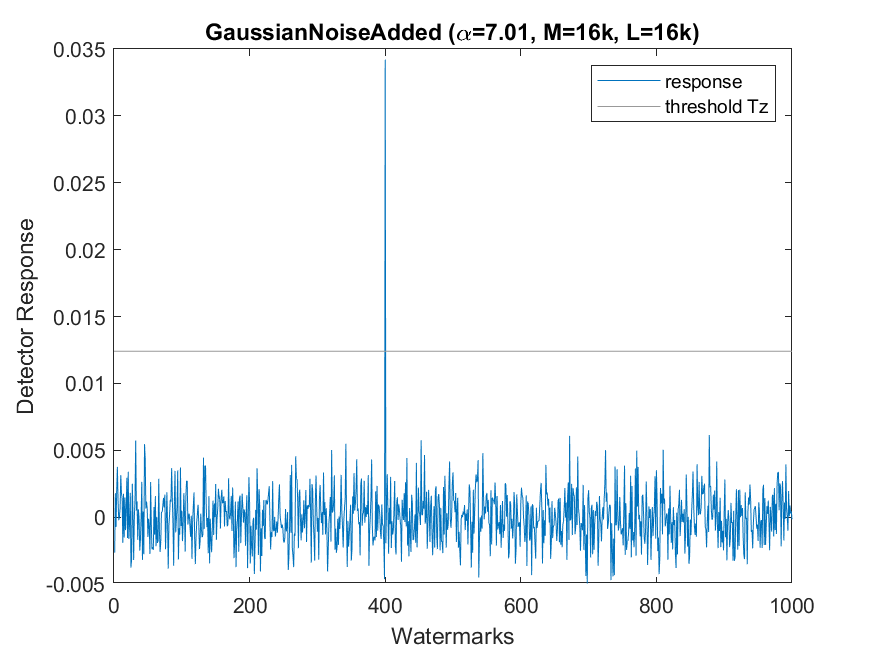 GaussianNoiseAdded (α=7.01, M=16k, L=16k)
0.035
0.03
0.025
0.02
0.015
0.01
0.005
0
-0.005
Detector Response
response
threshold Tz
0 200 400 600 800 1000
Watermarks